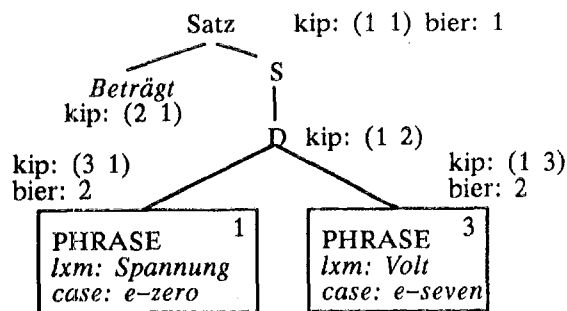 Satz kip: (1 1) bier: 1
S
Beträgt
kip: (2 1)
D kip: (1 2)
kip: (3 1)
bier: 2
kip: (1 3)
bier: 2
PHRASE 1
lxm: Spannung
case: e-zero
PHRASE 3
lxm: Volt
case: e-seven